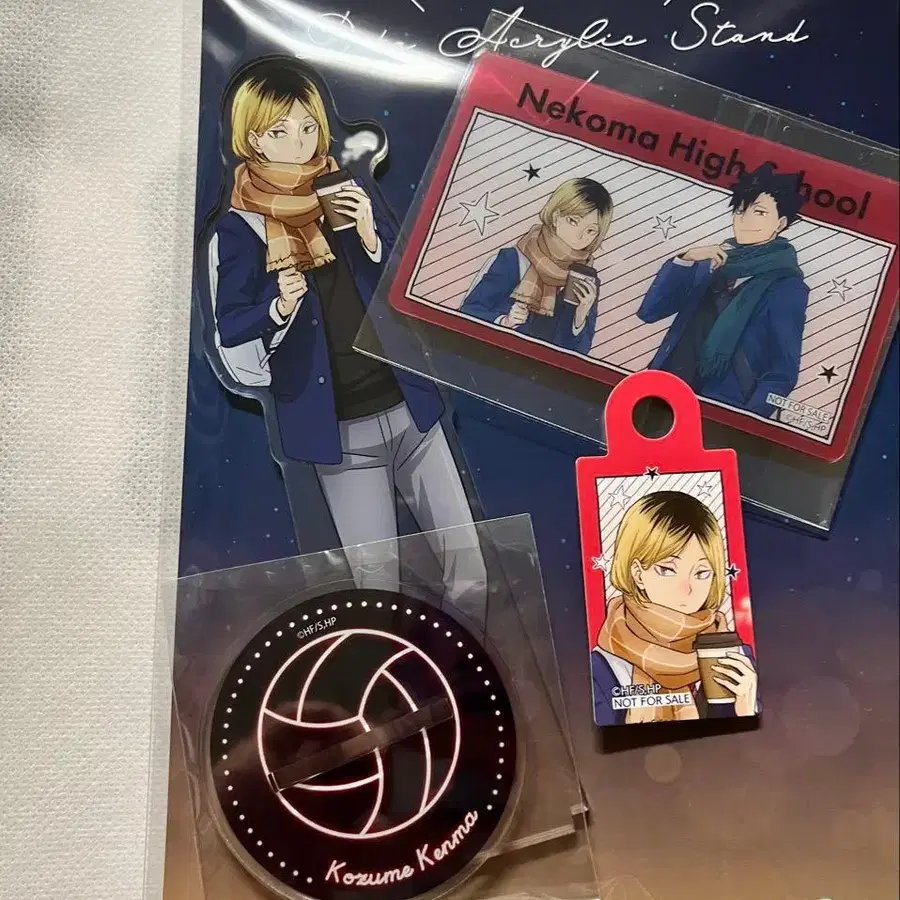 Acrylic Stand
Nekoma High School
NOT FOR SALE
©HF/S,HP
©HF/S,HP
NOT FOR SALE
©HF/S,HP
Kozume Kenma